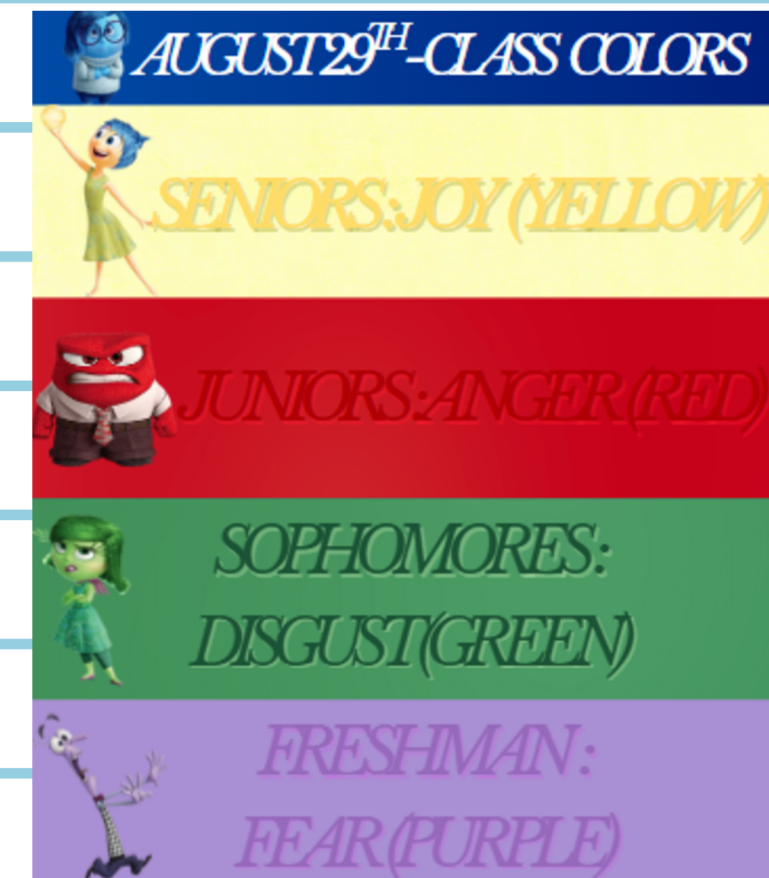 AUGUST 29TH-CLASS COLORS
SENIORS: JOY (YELLOW)
JUNIORS: ANGER (RED)
SOPHOMORES:
DISGUST (GREEN)
FRESHMAN :
FEAR (PURPLE)